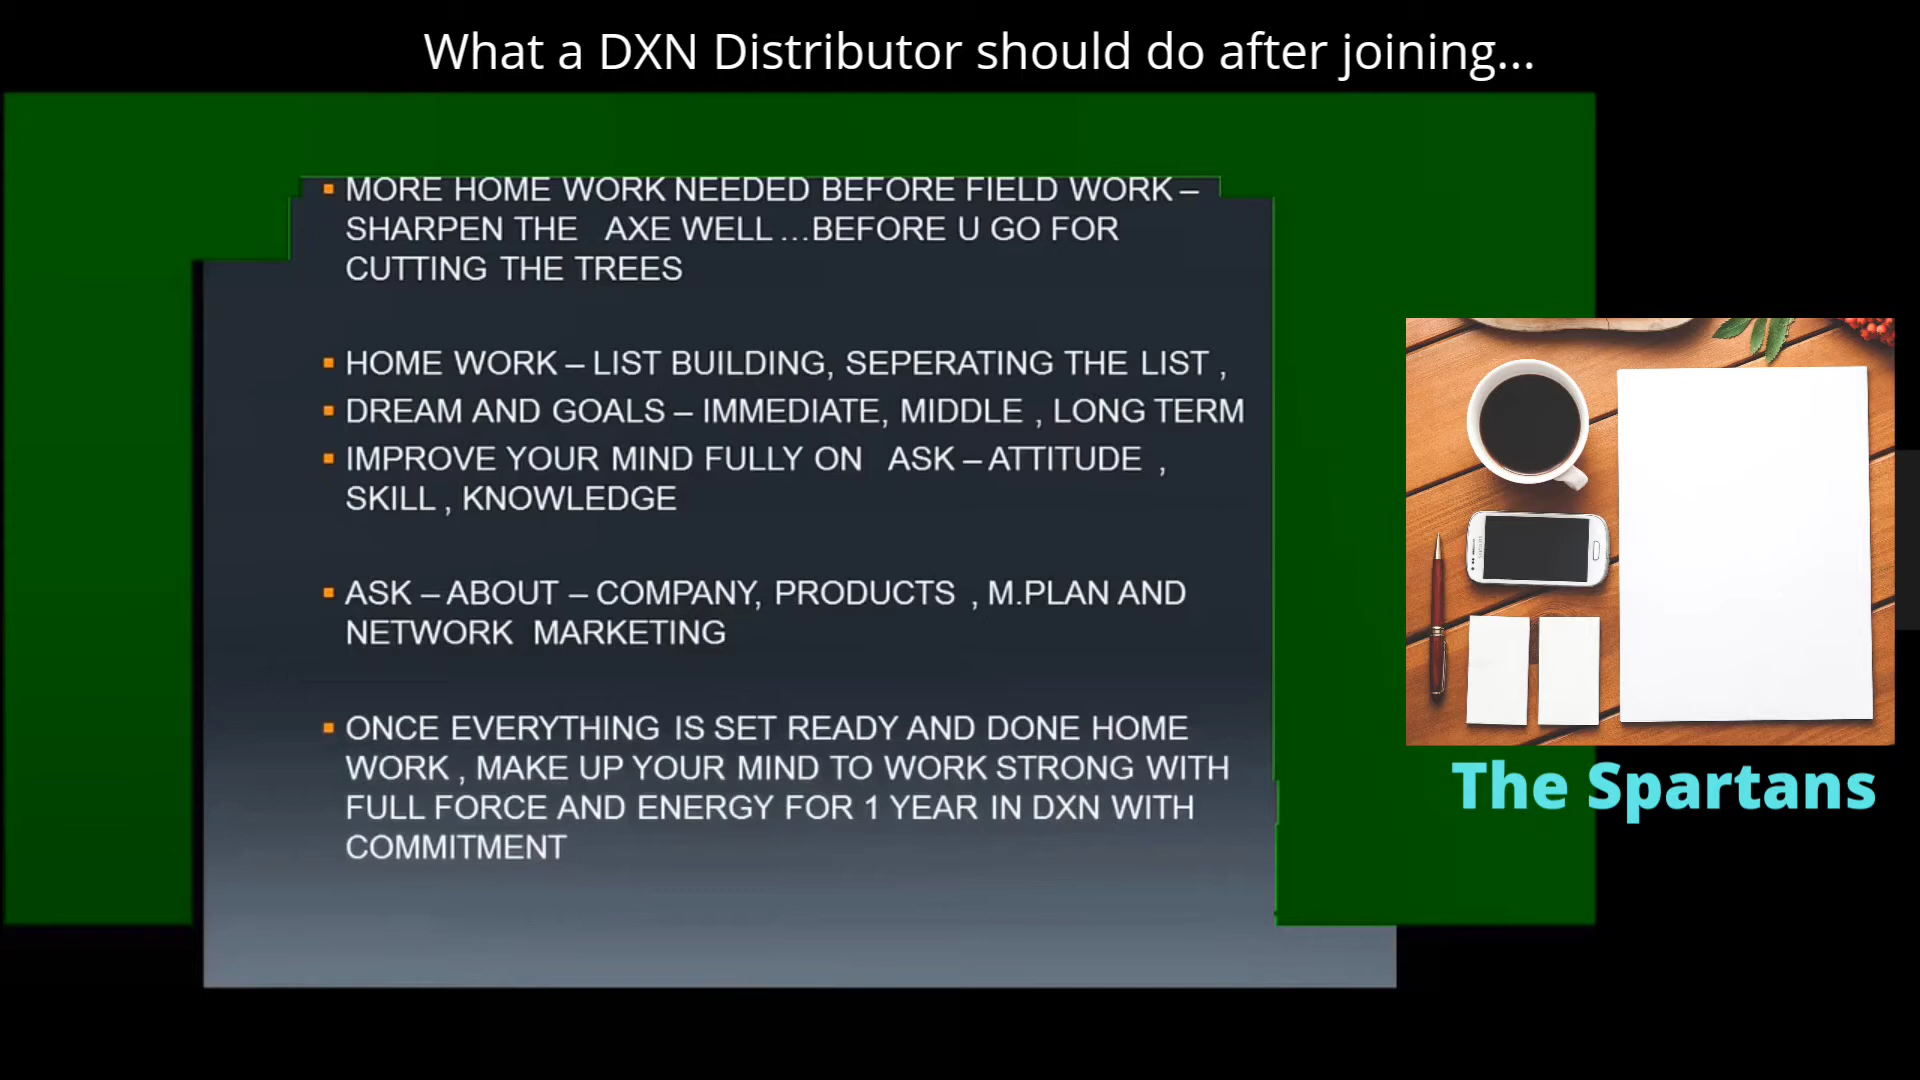 What a DXN Distributor should do after joining...
MORE HOME WORK NEEDED BEFORE FIELD WORK –
SHARPEN THE AXE WELL ...BEFORE U GO FOR
CUTTING THE TREES
HOME WORK – LIST BUILDING, SEPERATING THE LIST ,
DREAM AND GOALS – IMMEDIATE, MIDDLE , LONG TERM
IMPROVE YOUR MIND FULLY ON ASK – ATTITUDE ,
SKILL , KNOWLEDGE
ASK – ABOUT – COMPANY, PRODUCTS , M.PLAN AND
NETWORK MARKETING
ONCE EVERYTHING IS SET READY AND DONE HOME
WORK , MAKE UP YOUR MIND TO WORK STRONG WITH
FULL FORCE AND ENERGY FOR 1 YEAR IN DXN WITH
COMMITMENT
The Spartans